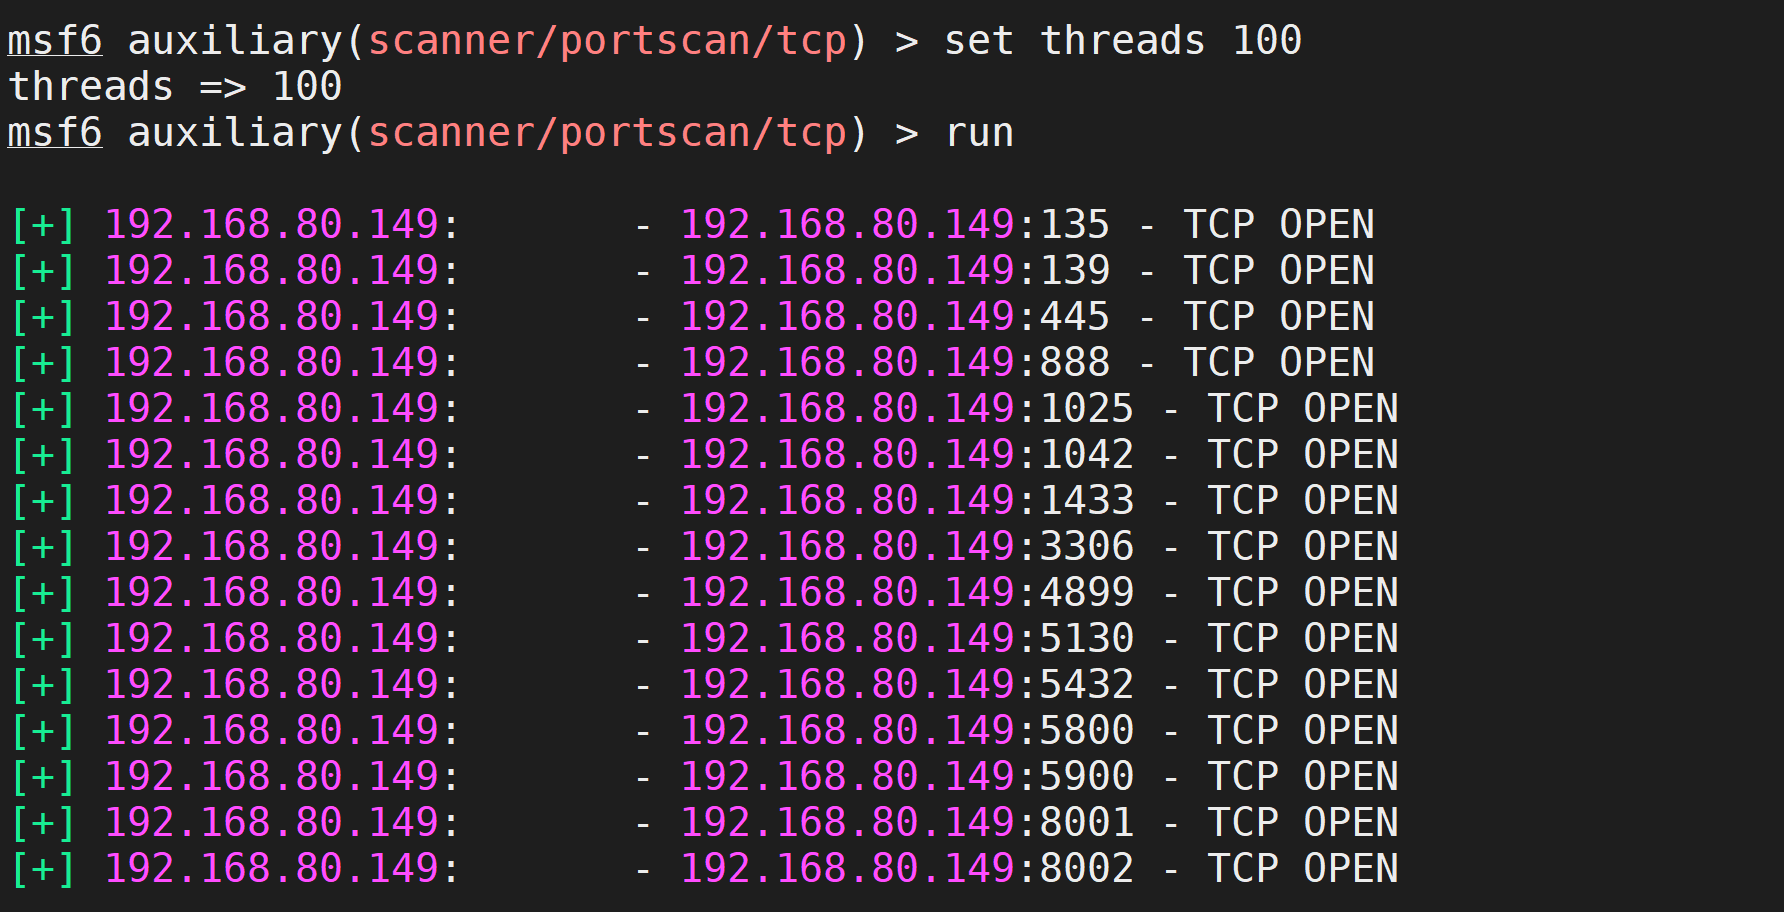 msf6 auxiliary(scanner/portscan/tcp) > set threads 100
threads => 100
msf6 auxiliary(scanner/portscan/tcp) > run
[+] 192.168.80.149:       - 192.168.80.149:135 - TCP OPEN
[+] 192.168.80.149:       - 192.168.80.149:139 - TCP OPEN
[+] 192.168.80.149:       - 192.168.80.149:445 - TCP OPEN
[+] 192.168.80.149:       - 192.168.80.149:888 - TCP OPEN
[+] 192.168.80.149:       - 192.168.80.149:1025 - TCP OPEN
[+] 192.168.80.149:       - 192.168.80.149:1042 - TCP OPEN
[+] 192.168.80.149:       - 192.168.80.149:1433 - TCP OPEN
[+] 192.168.80.149:       - 192.168.80.149:3306 - TCP OPEN
[+] 192.168.80.149:       - 192.168.80.149:4899 - TCP OPEN
[+] 192.168.80.149:       - 192.168.80.149:5130 - TCP OPEN
[+] 192.168.80.149:       - 192.168.80.149:5432 - TCP OPEN
[+] 192.168.80.149:       - 192.168.80.149:5800 - TCP OPEN
[+] 192.168.80.149:       - 192.168.80.149:5900 - TCP OPEN
[+] 192.168.80.149:       - 192.168.80.149:8001 - TCP OPEN
[+] 192.168.80.149:       - 192.168.80.149:8002 - TCP OPEN